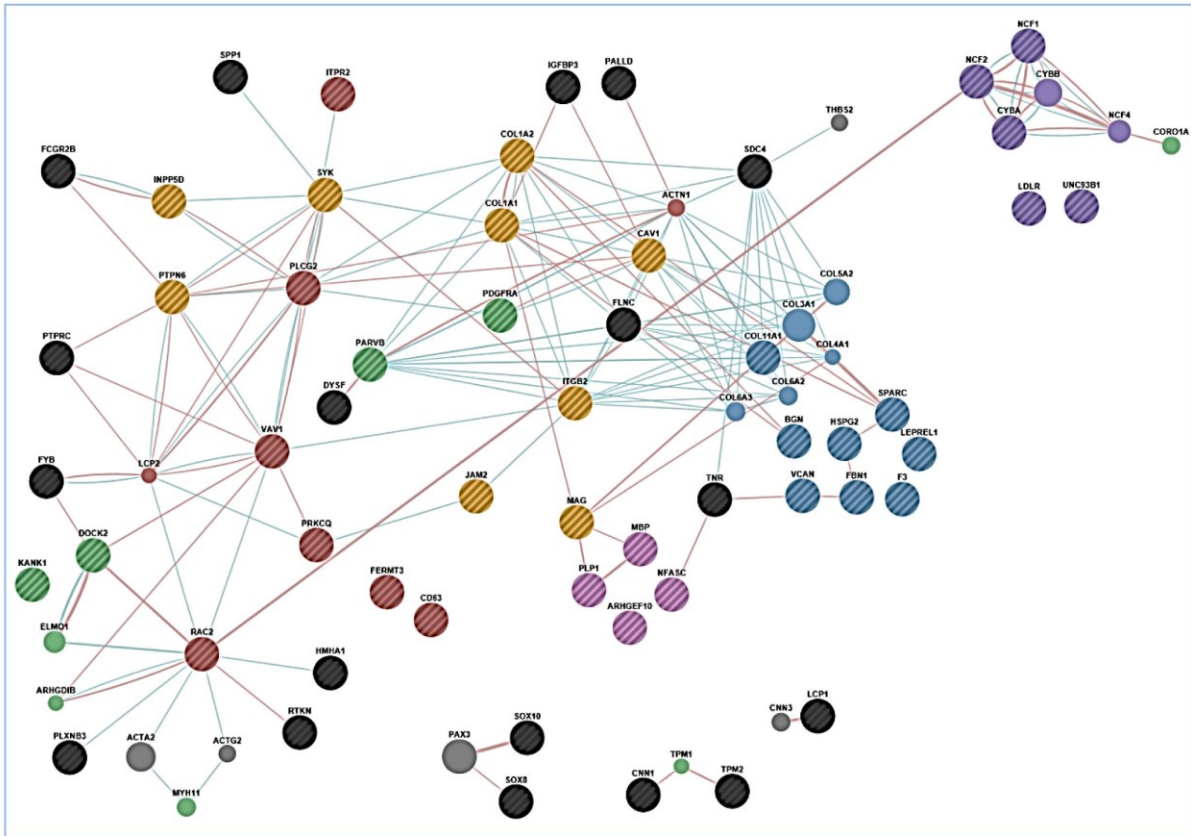 NCF1
SPP1
ITPR2
IGFBP3
PALLD
NCF2
CYBB
THBS2
CYBA
NCF4
COL1A2
CORO1A
FCGR2B
SDC4
INPP5D
SYK
LDLR
UNC93B1
ACTN1
COL1A1
CAV1
PLCG2
PTPN6
COL5A2
PDGFRA
FLNC
COL3A1
PTPRC
PARVB
COL11A1
COL4A1
DYSF
ITGB2
COL6A2
COL6A3
SPARC
BGN
HSPG2
LEPREL1
VAV1
FYB
LCP2
JAM2
TNR
VCAN
FBN1
F3
MAG
PRKCQ
DOCK2
MBP
KANK1
FERMT3
PLP1
NFASC
CD63
ARHGEF10
ELMO1
RAC2
HMHA1
ARHGDIB
LCP1
CNN3
RTKN
SOX10
PLXNB3
ACTA2
ACTG2
PAX3
TPM1
SOX8
CNN1
TPM2
MYH11